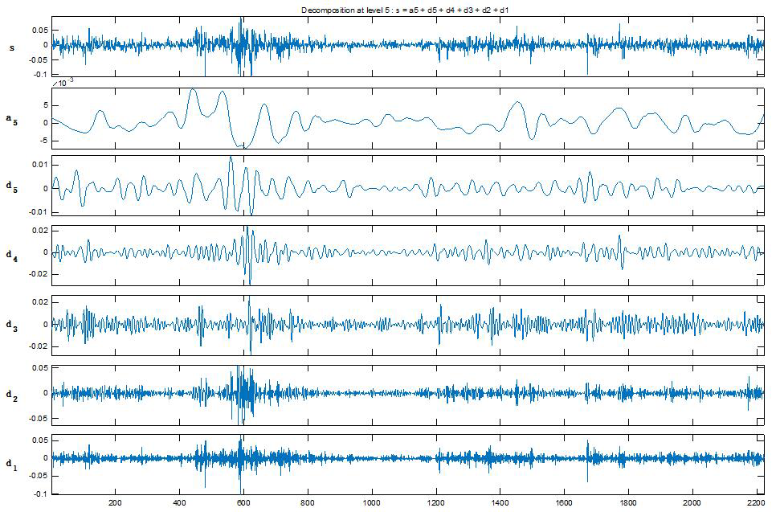 Decomposition at level 5 : s = a5 + d5 + d4 + d3 + d2 + d1
s
0.05
0
-0.05
-0.1
×10⁻³
a₅
5
0
-5
d₅
0.01
0
-0.01
d₄
0.02
0
-0.02
d₃
0.02
0
-0.02
d₂
0.05
0
-0.05
d₁
0.05
0
-0.05
-0.1
200 400 600 800 1000 1200 1400 1600 1800 2000 2200